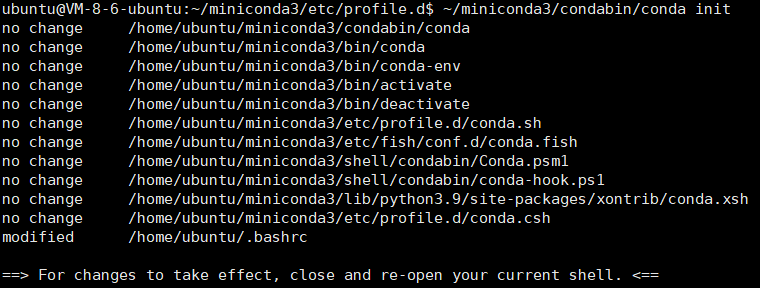 ubuntu@VM-8-6-ubuntu:~/miniconda3/etc/profile.d$ ~/miniconda3/condabin/conda init
no change     /home/ubuntu/miniconda3/condabin/conda
no change     /home/ubuntu/miniconda3/bin/conda
no change     /home/ubuntu/miniconda3/bin/conda-env
no change     /home/ubuntu/miniconda3/bin/activate
no change     /home/ubuntu/miniconda3/bin/deactivate
no change     /home/ubuntu/miniconda3/etc/profile.d/conda.sh
no change     /home/ubuntu/miniconda3/etc/fish/conf.d/conda.fish
no change     /home/ubuntu/miniconda3/shell/condabin/Conda.psm1
no change     /home/ubuntu/miniconda3/shell/condabin/conda-hook.ps1
no change     /home/ubuntu/miniconda3/lib/python3.9/site-packages/xontrib/conda.xsh
no change     /home/ubuntu/miniconda3/etc/profile.d/conda.csh
modified      /home/ubuntu/.bashrc
==> For changes to take effect, close and re-open your current shell. <==